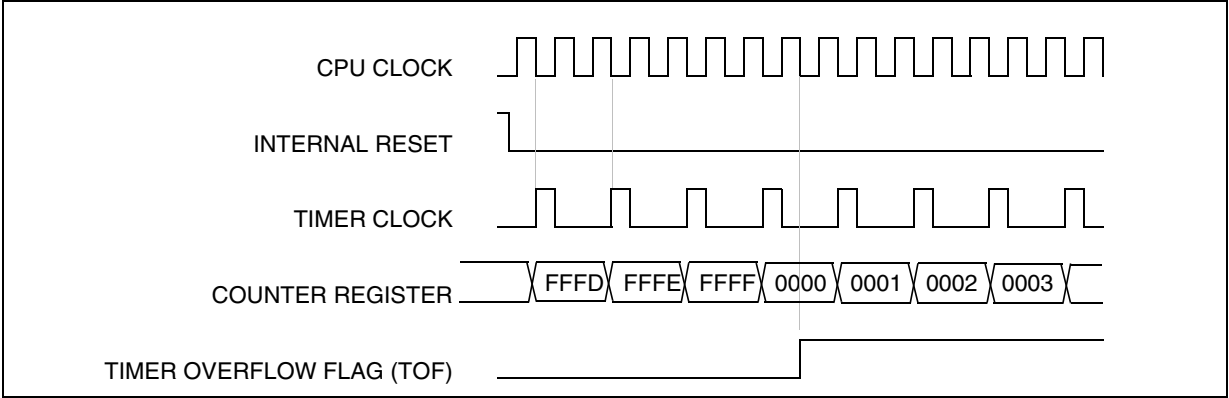 CPU CLOCK
INTERNAL RESET
TIMER CLOCK
COUNTER REGISTER FFFD FFFE FFFF 0000 0001 0002 0003
TIMER OVERFLOW FLAG (TOF)